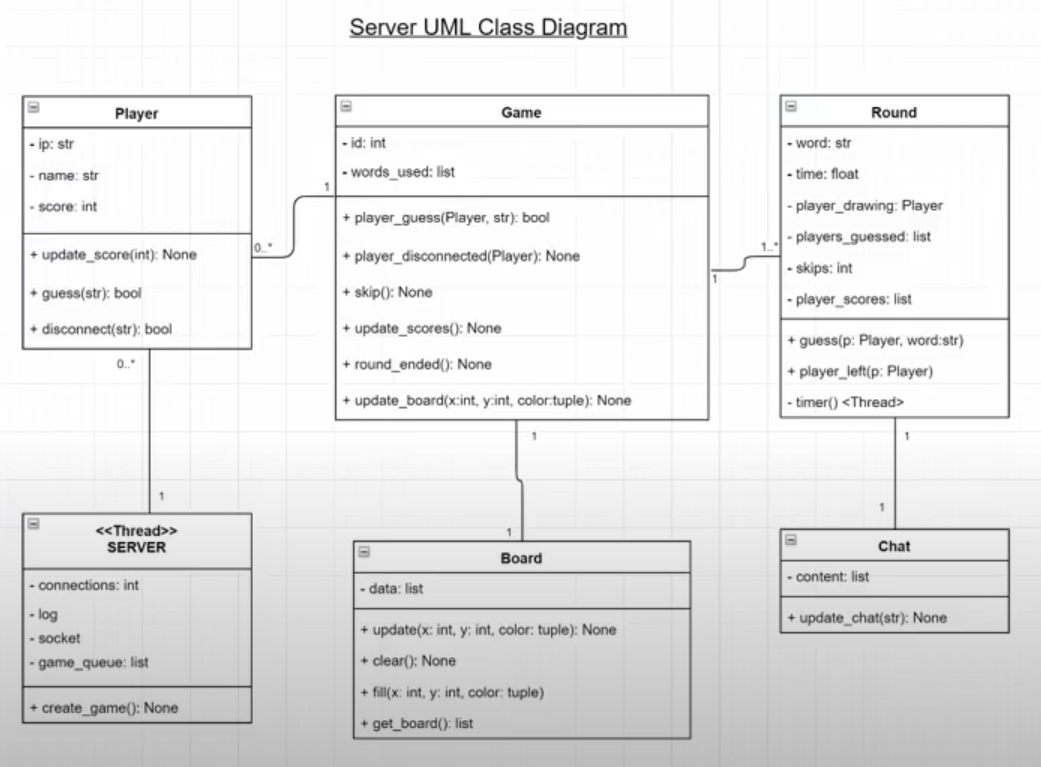 Server UML Class Diagram
Player
- ip: str
- name: str
- score: int
+ update_score(int): None
+ guess(str): bool
+ disconnect(str): bool
0..*
1
Game
- id: int
- words_used: list
+ player_guess(Player, str): bool
+ player_disconnected(Player): None
+ skip(): None
+ update_scores(): None
+ round_ended(): None
+ update_board(x:int, y:int, color:tuple): None
1
1..*
Round
- word: str
- time: float
- player_drawing: Player
- players_guessed: list
- skips: int
- player_scores: list
+ guess(p: Player, word:str)
+ player_left(p: Player)
- timer() <Thread>
0..*
1
<<Thread>>
SERVER
- connections: int
- log
- socket
- game_queue: list
+ create_game(): None
1
1
Board
- data: list
+ update(x: int, y: int, color: tuple): None
+ clear(): None
+ fill(x: int, y: int, color: tuple)
+ get_board(): list
1
1
Chat
- content: list
+ update_chat(str): None